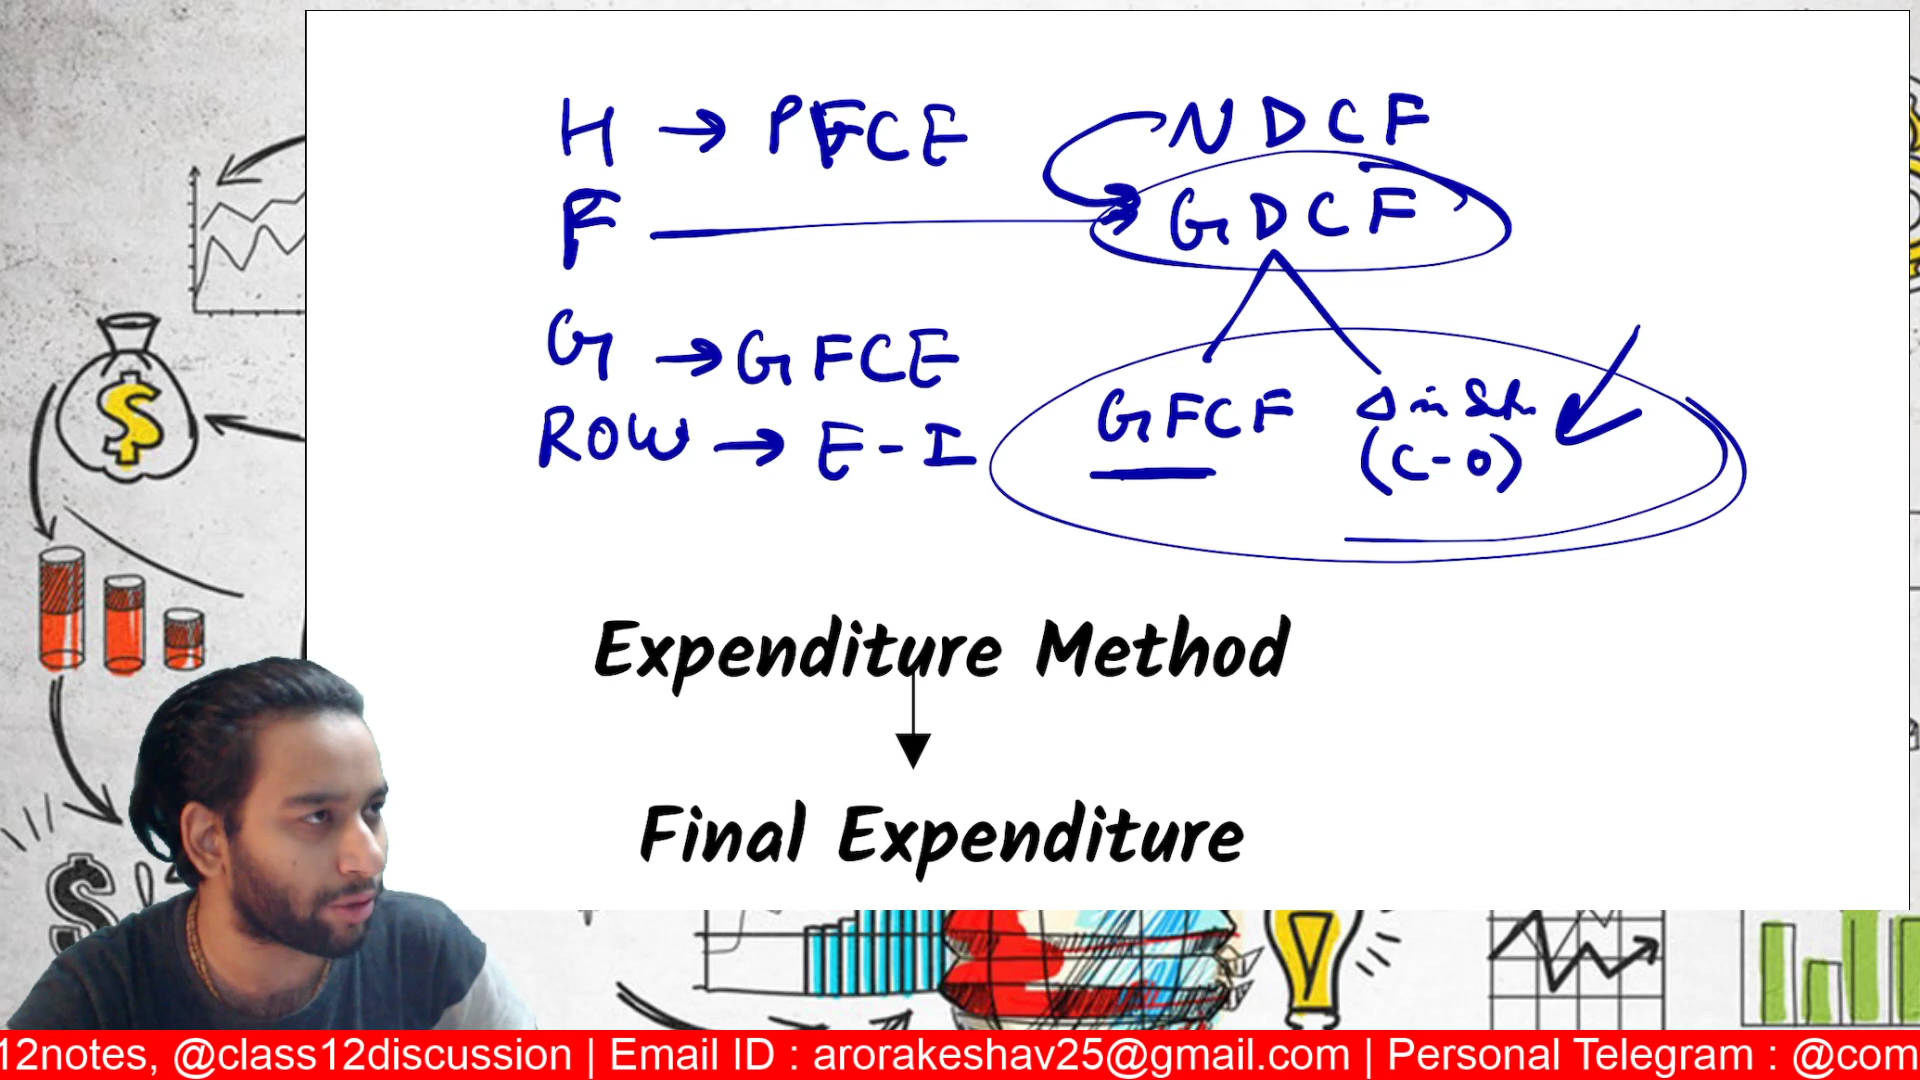 H → PFCE NDCF
F → GDCF
G → GFCE
GFCF Δ in
ROW → E - I (C-O)
Expenditure Method
Final Expenditure
12notes, @class12discussion | Email ID : arorakeshav25@gmail.com | Personal Telegram : @com